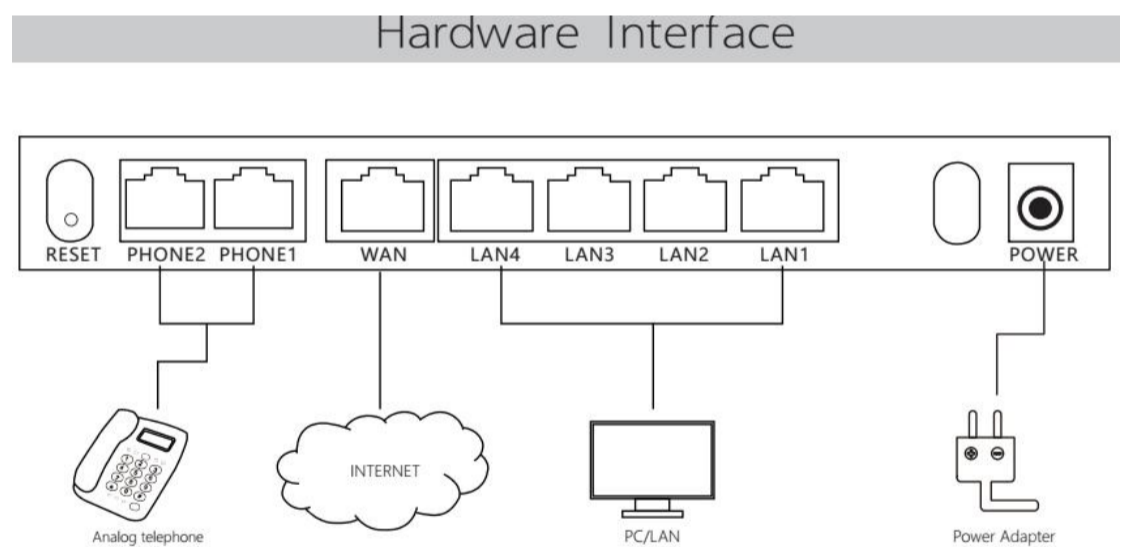 Hardware Interface
RESET PHONE2 PHONE1 WAN LAN4 LAN3 LAN2 LAN1 POWER
INTERNET
Analog telephone PC/LAN Power Adapter